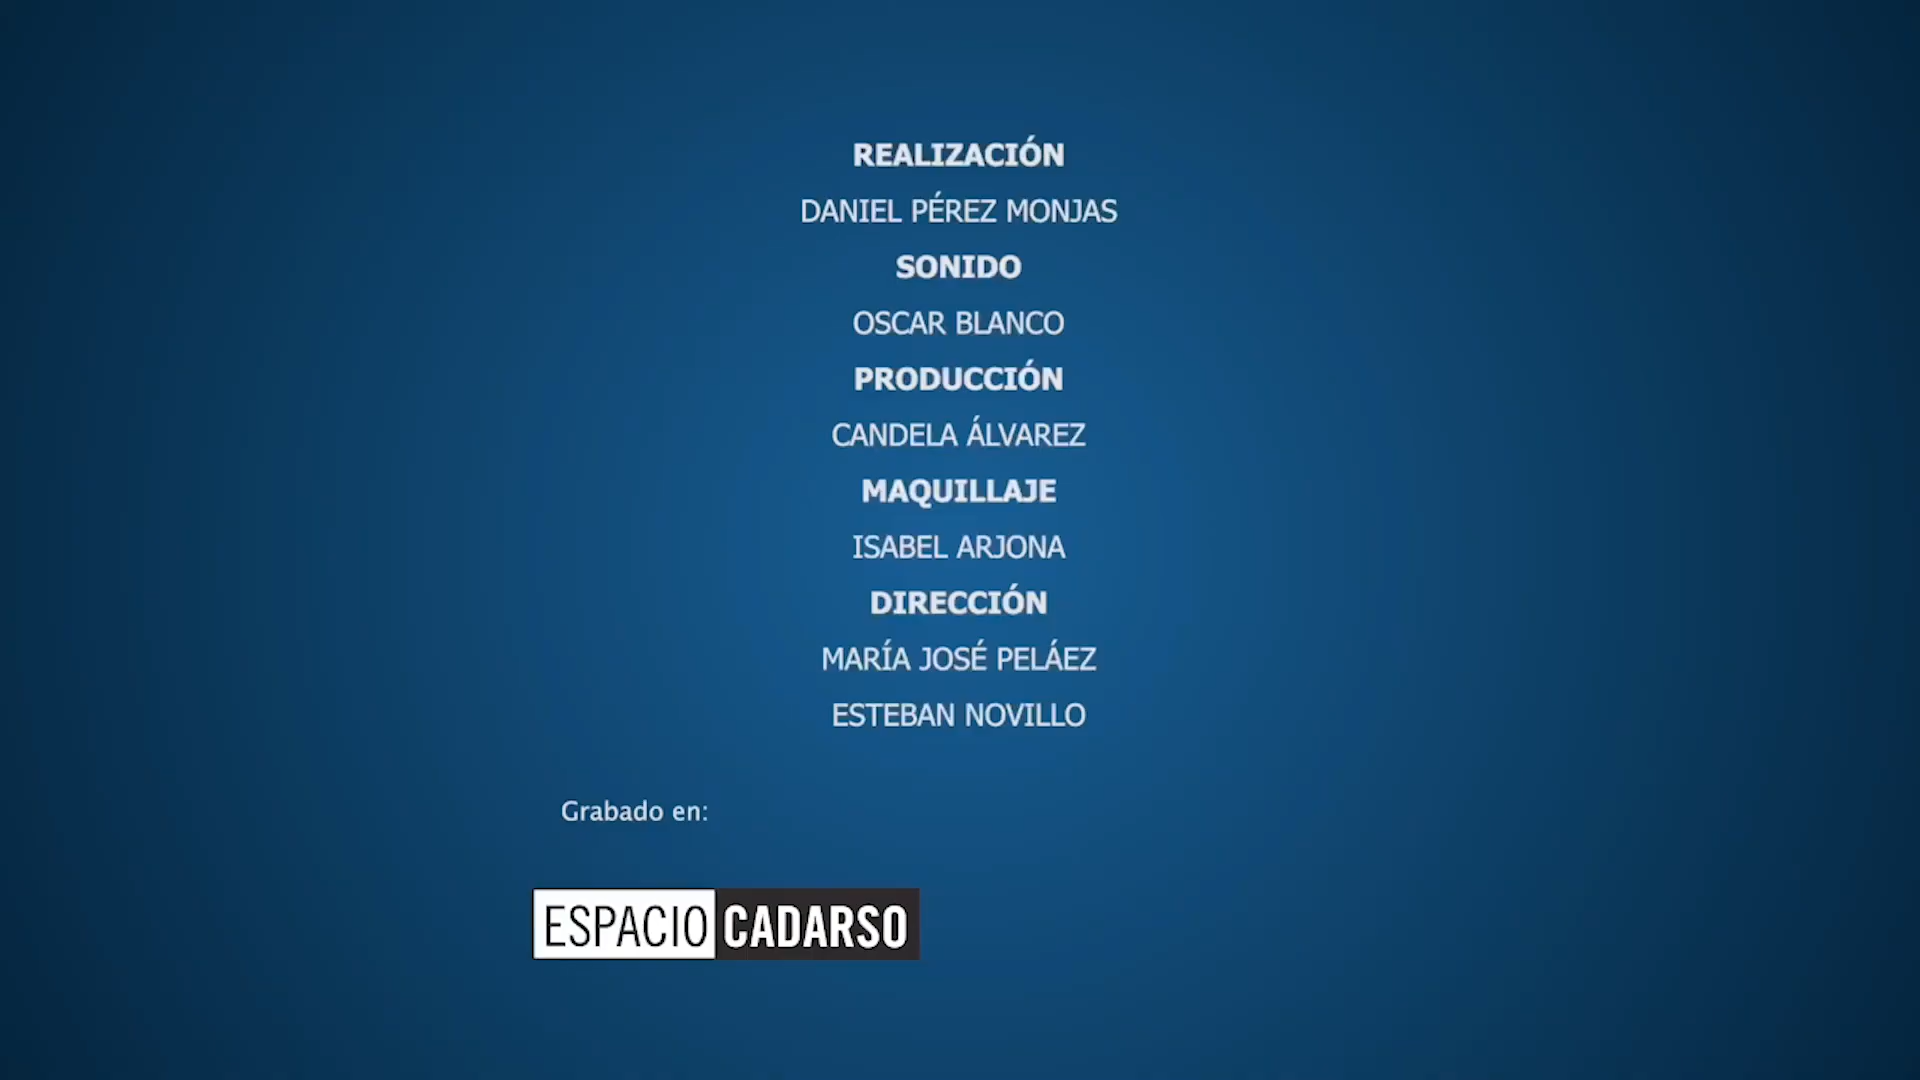 REALIZACIÓN
DANIEL PÉREZ MONJAS
SONIDO
OSCAR BLANCO
PRODUCCIÓN
CANDELA ÁLVAREZ
MAQUILLAJE
ISABEL ARJONA
DIRECCIÓN
MARÍA JOSÉ PELÁEZ
ESTEBAN NOVILLO
Grabado en:
ESPACIO CADARSO